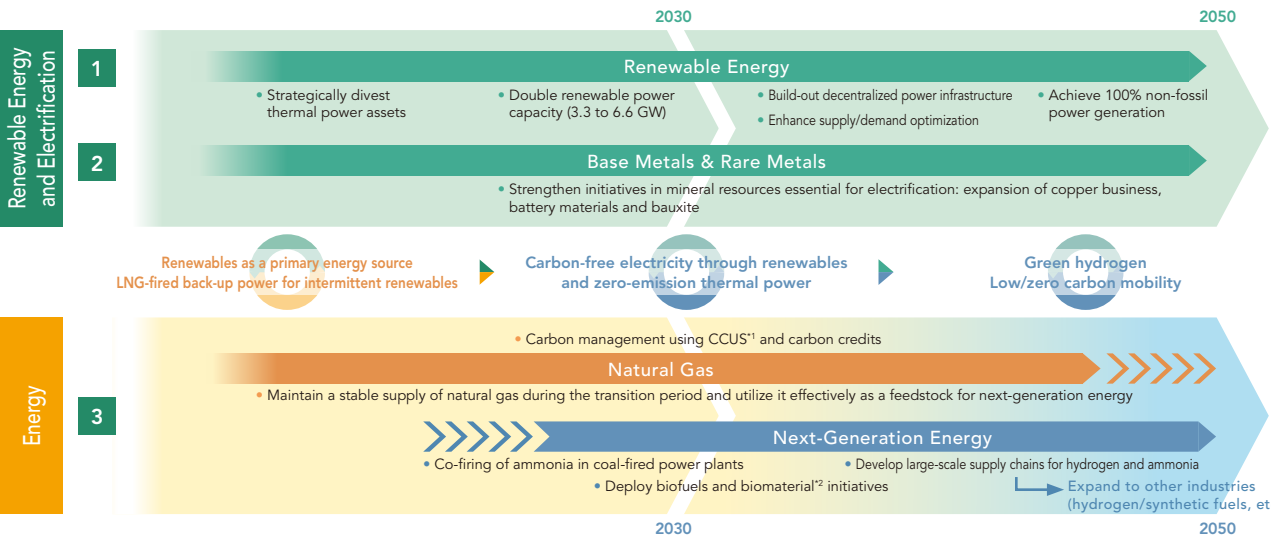 2030
2050
Renewable Energy
and Electrification
1
Renewable Energy
• Strategically divest
thermal power assets
• Double renewable power
capacity (3.3 to 6.6 GW)
• Build-out decentralized power infrastructure
• Enhance supply/demand optimization
• Achieve 100% non-fossil
power generation
2
Base Metals & Rare Metals
• Strengthen initiatives in mineral resources essential for electrification: expansion of copper business,
battery materials and bauxite
Renewables as a primary energy source
LNG-fired back-up power for intermittent renewables
Carbon-free electricity through renewables
and zero-emission thermal power
Green hydrogen
Low/zero carbon mobility
Energy
3
• Carbon management using CCUS*1 and carbon credits
Natural Gas
• Maintain a stable supply of natural gas during the transition period and utilize it effectively as a feedstock for next-generation energy
Next-Generation Energy
• Co-firing of ammonia in coal-fired power plants
• Develop large-scale supply chains for hydrogen and ammonia
• Deploy biofuels and biomaterial*2 initiatives
Expand to other industries
(hydrogen/synthetic fuels, et
2030
2050